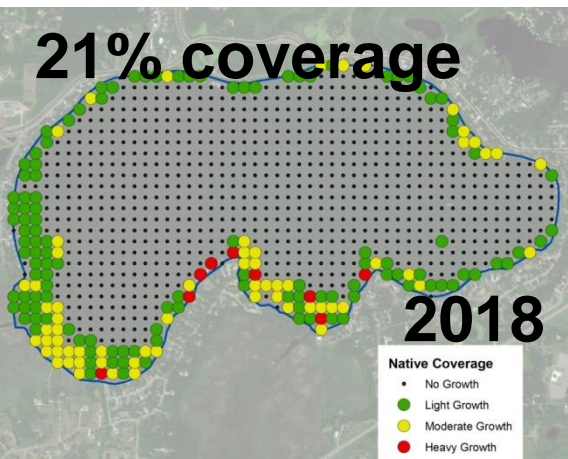 21% coverage
2018
Native Coverage
No Growth
Light Growth
Moderate Growth
Heavy Growth